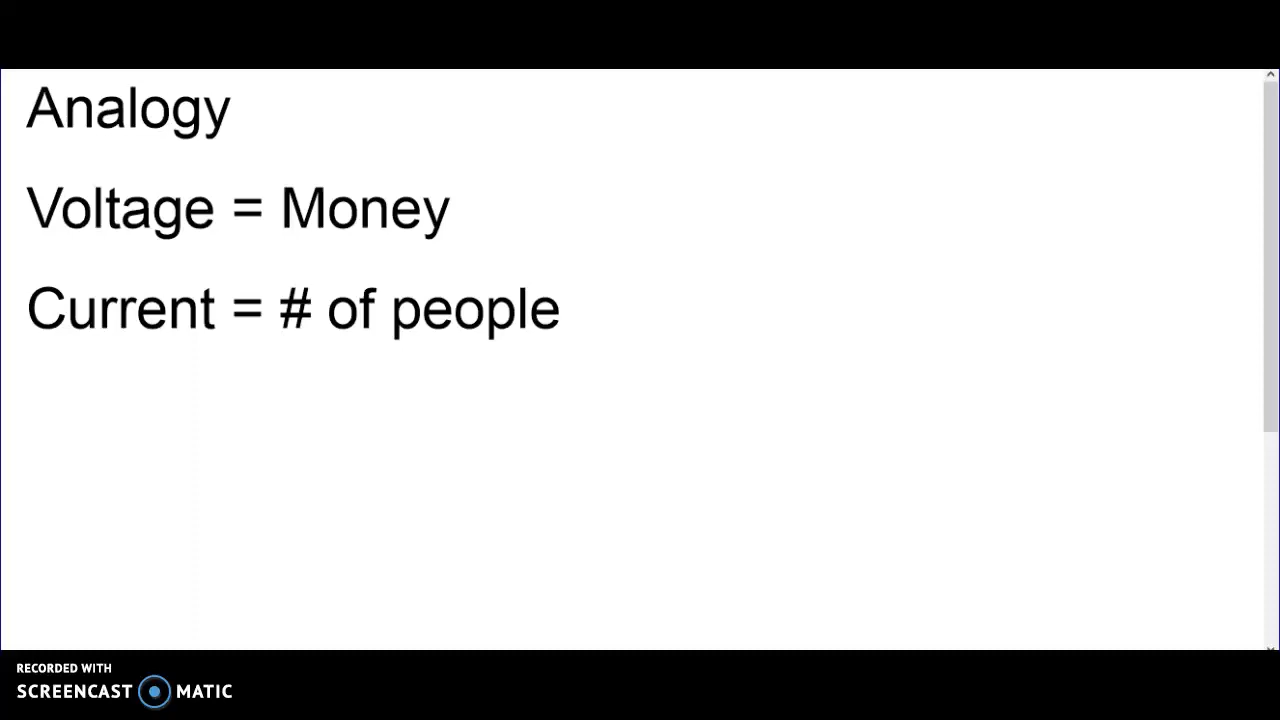 Analogy
Voltage = Money
Current = # of people
RECORDED WITH
SCREENCAST MATIC